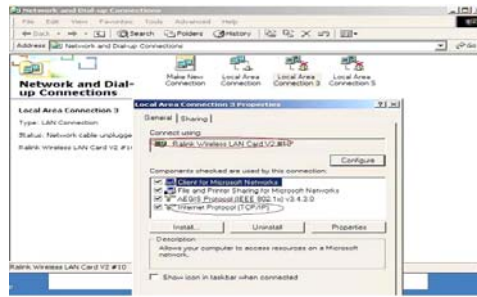 Network and Dial-up Connections
File Edit View Favorites Tools Advanced Help
Back Search Folders History
Address Network and Dial-up Connections Go
Network and Dial-
up Connections
Make New
Connection
Local Area
Connection
Local Area
Connection 3
Local Area
Connection 5
Local Area Connection 3
Type: LAN Connection
Status: Network cable unplugge
Ralink Wireless LAN Card V2 #1
Local Area Connection 3 Properties
General Sharing
Connect using:
Ralink Wireless LAN Card V2 #10
Configure
Components checked are used by this connection:
Client for Microsoft Networks
File and Printer Sharing for Microsoft Networks
AEGIS Protocol (IEEE 802.1x) v3.4.3.0
Internet Protocol (TCP/IP)
Install... Uninstall Properties
Description
Allows your computer to access resources on a Microsoft
network.
Show icon in taskbar when connected
Ralink Wireless LAN Card V2 #10